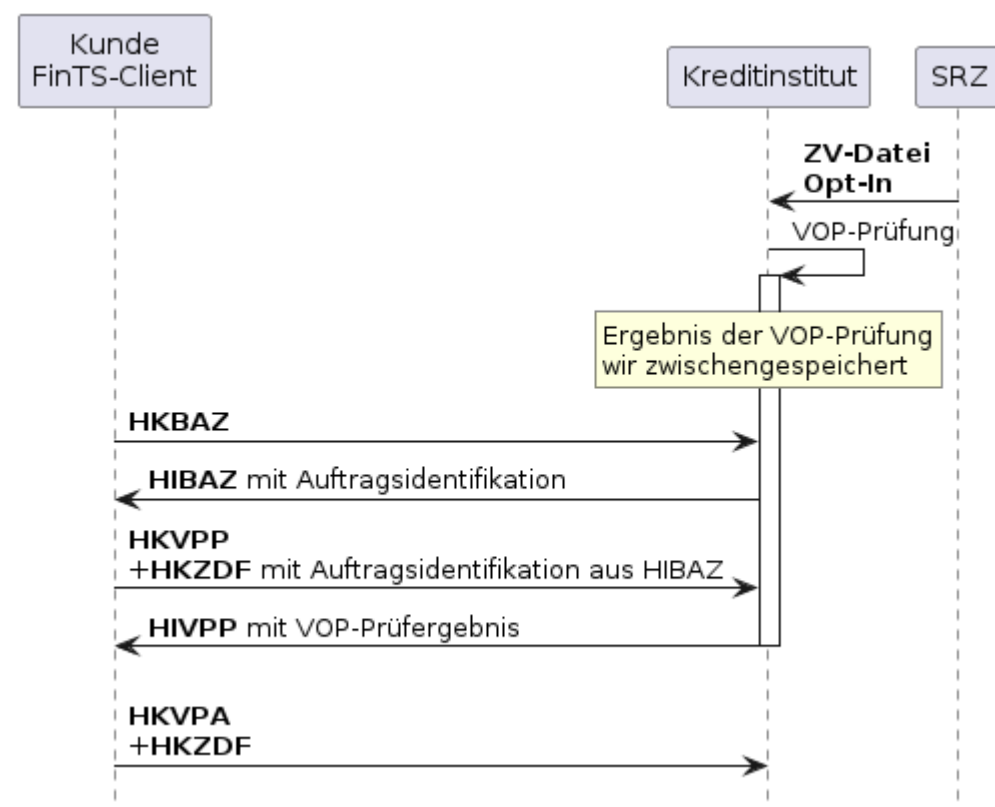 Kunde
FinTS-Client
Kreditinstitut
SRZ
ZV-Datei
Opt-In
VOP-Prüfung
Ergebnis der VOP-Prüfung
wir zwischengespeichert
HKBAZ
HIBAZ mit Auftragsidentifikation
HKVPP
+HKZDF mit Auftragsidentifikation aus HIBAZ
HIVPP mit VOP-Prüfergebnis
HKVPA
+HKZDF